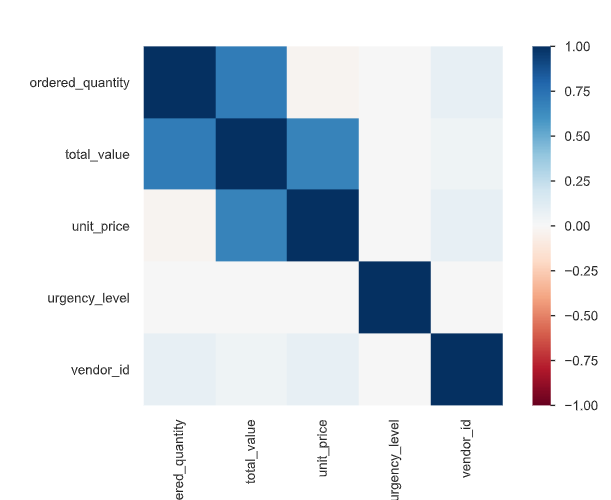 ordered_quantity
total_value
unit_price
urgency_level
vendor_id
ered_quantity
total_value
unit_price
urgency_level
vendor_id
1.00
0.75
0.50
0.25
0.00
−0.25
−0.50
−0.75
−1.00